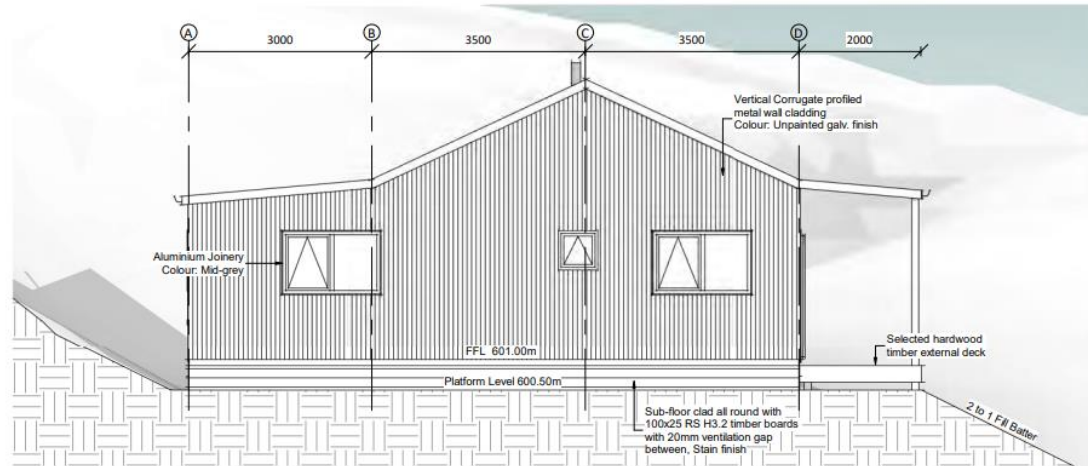 A
3000
B
3500
C
3500
D
2000
Vertical Corrugate profiled
metal wall cladding
Colour: Unpainted galv. finish
Aluminium Joinery
Colour: Mid-grey
FFL 601.00m
Selected hardwood
timber external deck
Platform Level 600.50m
Sub-floor clad all round with
100x25 RS H3.2 timber boards
with 20mm ventilation gap
between, Stain finish
2 to 1 Fill Batter